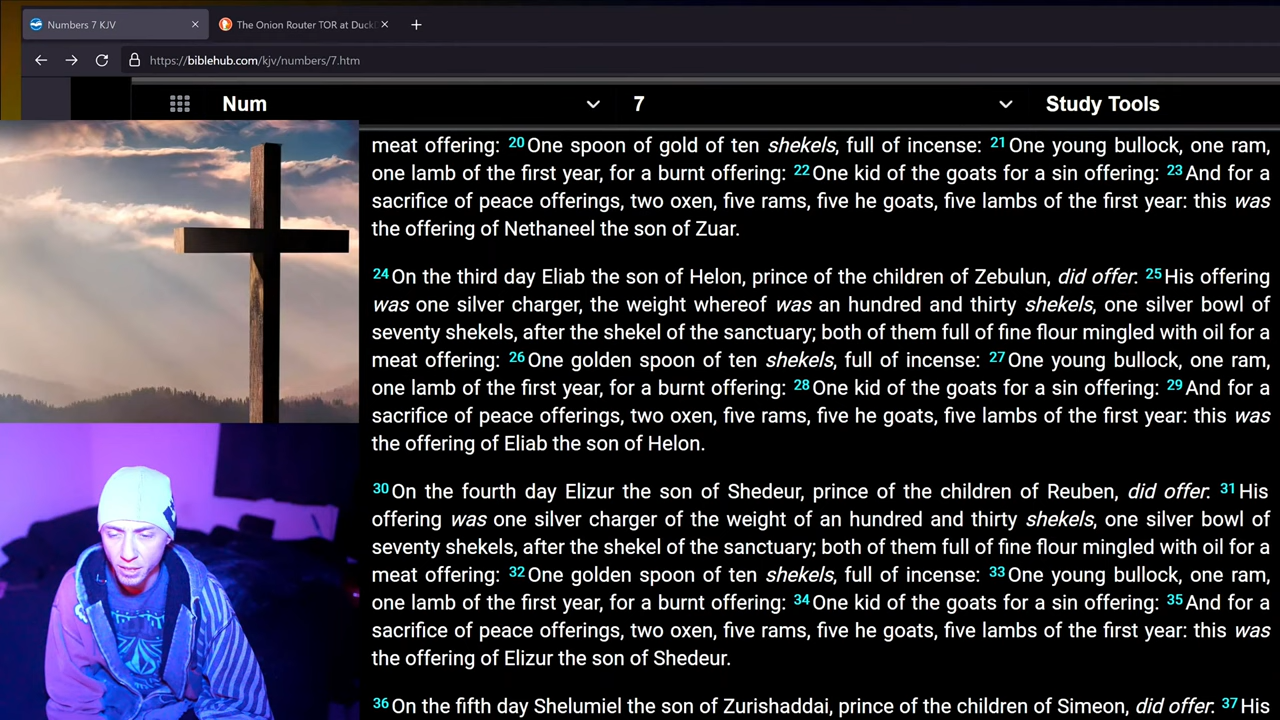 Numbers 7 KJV
The Onion Router TOR at Duck
https://biblehub.com/kjv/numbers/7.htm
Num 7 Study Tools
meat offering: 20 One spoon of gold of ten shekels, full of incense: 21 One young bullock, one ram,
one lamb of the first year, for a burnt offering: 22 One kid of the goats for a sin offering: 23 And for a
sacrifice of peace offerings, two oxen, five rams, five he goats, five lambs of the first year: this was
the offering of Nethaneel the son of Zuar.
24 On the third day Eliab the son of Helon, prince of the children of Zebulun, did offer: 25 His offering
was one silver charger, the weight whereof was an hundred and thirty shekels, one silver bowl of
seventy shekels, after the shekel of the sanctuary; both of them full of fine flour mingled with oil for a
meat offering: 26 One golden spoon of ten shekels, full of incense: 27 One young bullock, one ram,
one lamb of the first year, for a burnt offering: 28 One kid of the goats for a sin offering: 29 And for a
sacrifice of peace offerings, two oxen, five rams, five he goats, five lambs of the first year: this was
the offering of Eliab the son of Helon.
30 On the fourth day Elizur the son of Shedeur, prince of the children of Reuben, did offer: 31 His
offering was one silver charger of the weight of an hundred and thirty shekels, one silver bowl of
seventy shekels, after the shekel of the sanctuary; both of them full of fine flour mingled with oil for a
meat offering: 32 One golden spoon of ten shekels, full of incense: 33 One young bullock, one ram,
one lamb of the first year, for a burnt offering: 34 One kid of the goats for a sin offering: 35 And for a
sacrifice of peace offerings, two oxen, five rams, five he goats, five lambs of the first year: this was
the offering of Elizur the son of Shedeur.
36 On the fifth day Shelumiel the son of Zurishaddai, prince of the children of Simeon, did offer: 37 His